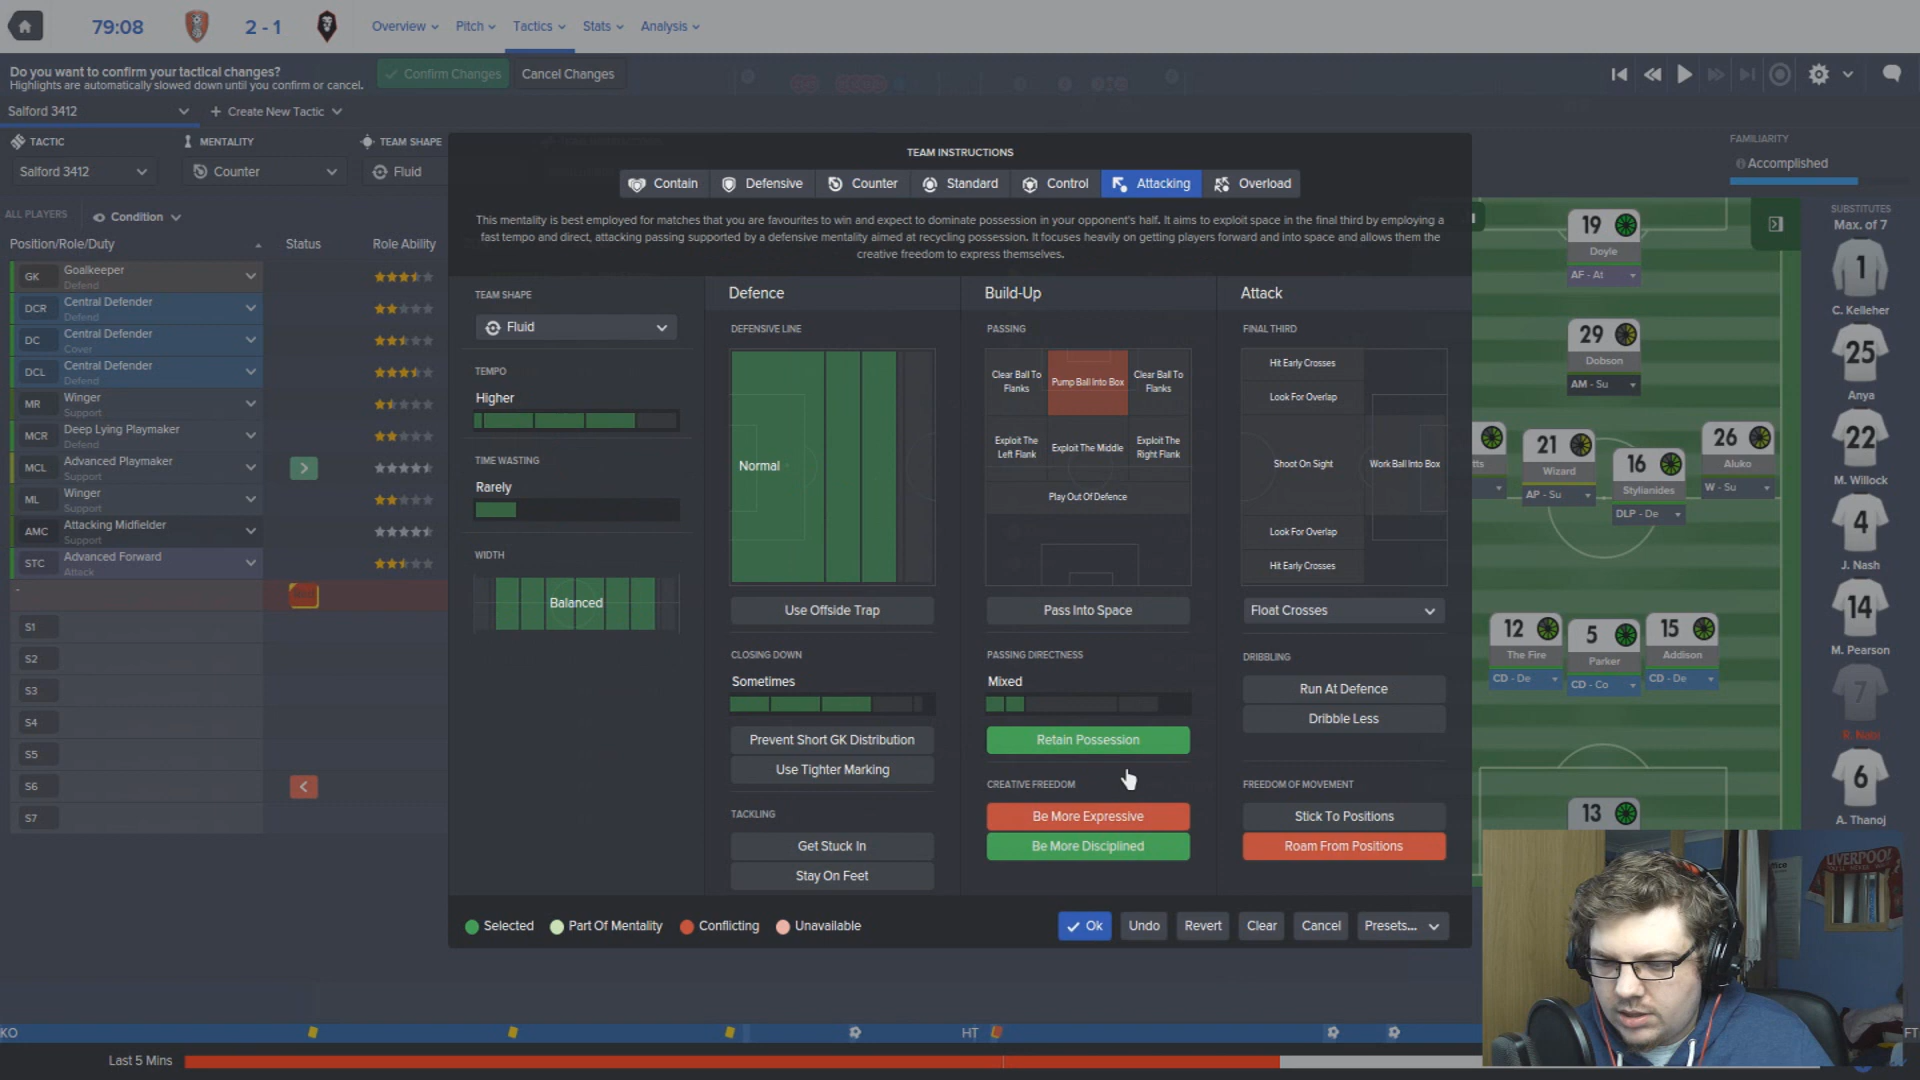 79:08
2 - 1
Overview
Pitch
Tactics
Stats
Analysis
Do you want to confirm your tactical changes?
Highlights are automatically slowed down until you confirm or cancel.
Confirm Changes
Cancel Changes
Salford 3412
Create New Tactic
TACTIC
MENTALITY
TEAM SHAPE
Salford 3412
Counter
Fluid
ALL PLAYERS
Condition
Position/Role/Duty
Status
Role Ability
GK
Goalkeeper
Defend
DCR
Central Defender
Defend
DC
Central Defender
Cover
DCL
Central Defender
Defend
MR
Winger
Support
MCR
Deep Lying Playmaker
Defend
MCL
Advanced Playmaker
Support
ML
Winger
Support
AMC
Attacking Midfielder
Support
STC
Advanced Forward
Attack
-
S1
S2
S3
S4
S5
S6
S7
TEAM INSTRUCTIONS
Contain
Defensive
Counter
Standard
Control
Attacking
Overload
This mentality is best employed for matches that you are favourites to win and expect to dominate possession in your opponent's half. It aims to exploit space in the final third by employing a
fast tempo and direct, attacking passing supported by a defensive mentality aimed at recycling possession. It focuses heavily on getting players forward and into space and allows them the
creative freedom to express themselves.
TEAM SHAPE
Fluid
TEMPO
Higher
TIME WASTING
Rarely
WIDTH
Balanced
Defence
DEFENSIVE LINE
Normal
Use Offside Trap
CLOSING DOWN
Sometimes
Prevent Short GK Distribution
Use Tighter Marking
TACKLING
Get Stuck In
Stay On Feet
Build-Up
PASSING
Clear Ball To
Flanks
Pump Ball Into Box
Clear Ball To
Flanks
Exploit The
Left Flank
Exploit The Middle
Exploit The
Right Flank
Play Out Of Defence
Pass Into Space
PASSING DIRECTNESS
Mixed
Retain Possession
CREATIVE FREEDOM
Be More Expressive
Be More Disciplined
Attack
FINAL THIRD
Hit Early Crosses
Look For Overlap
Shoot On Sight
Work Ball Into Box
Look For Overlap
Hit Early Crosses
Float Crosses
DRIBBLING
Run At Defence
Dribble Less
FREEDOM OF MOVEMENT
Stick To Positions
Roam From Positions
Selected
Part Of Mentality
Conflicting
Unavailable
Ok
Undo
Revert
Clear
Cancel
Presets...
FAMILIARITY
Accomplished
SUBSTITUTES
Max. of 7
19
Doyle
AF - At
29
Dobson
AM - Su
tts
21
Wizard
AP - Su
16
Stylianides
DLP - De
26
Aluko
W - Su
12
The Fire
CD - De
5
Parker
CD - Co
15
Addison
CD - De
13
1
C. Kelleher
25
Anya
22
M. Willock
4
J. Nash
14
M. Pearson
7
R. Nabi
6
A. Thanoj
LIVERPOOL
KO
HT
FT
Last 5 Mins